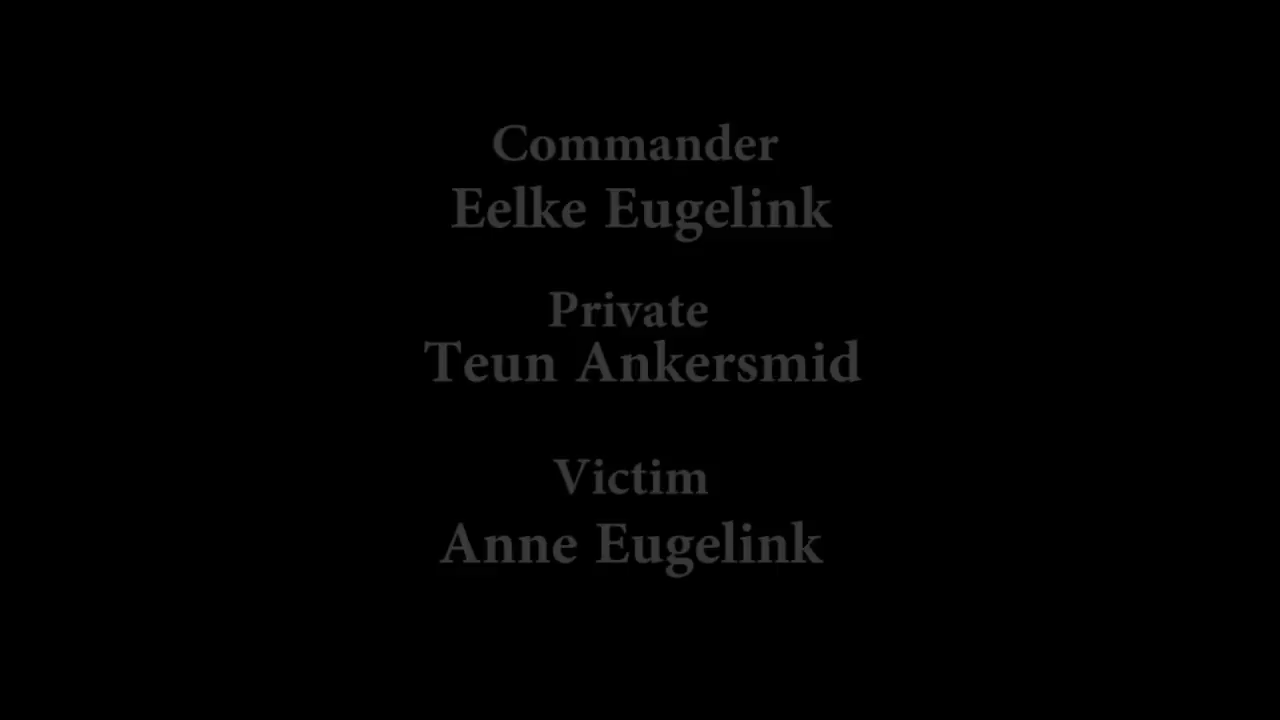 Commander
Eelke Eugelink
Private
Teun Ankersmid
Victim
Anne Eugelink